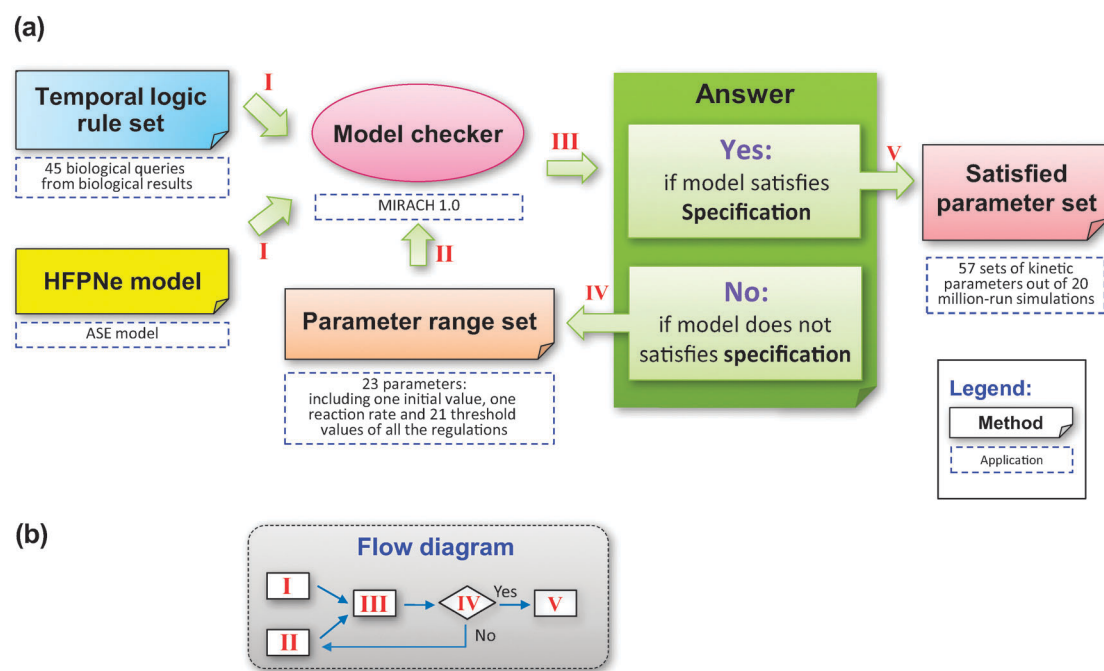 (a)
Temporal logic
rule set
45 biological queries
from biological results
I
HFPNe model
ASE model
I
Model checker
MIRACH 1.0
II
Parameter range set
23 parameters:
including one initial value, one
reaction rate and 21 threshold
values of all the regulations
III
Answer
Yes:
if model satisfies
Specification
No:
if model does not
satisfies specification
IV
V
Satisfied
parameter set
57 sets of kinetic
parameters out of 20
million-run simulations
Legend:
Method
Application
(b)
Flow diagram
I
II
III
IV
Yes
No
V